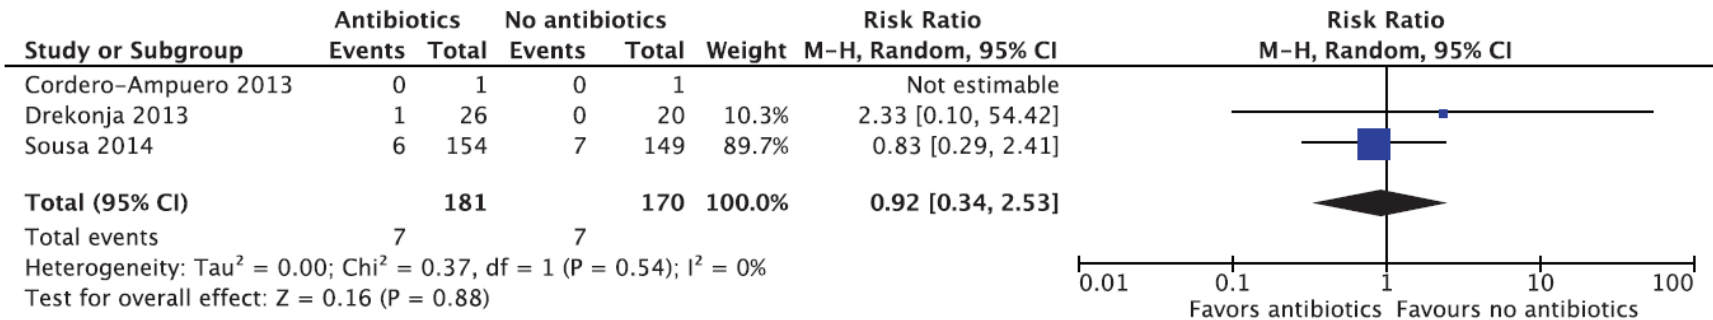 Antibiotics No antibiotics Risk Ratio Risk Ratio
Study or Subgroup Events Total Events Total Weight M-H, Random, 95% CI M-H, Random, 95% CI
Cordero-Ampuero 2013 0 1 0 1 Not estimable
Drekonja 2013 1 26 0 20 10.3% 2.33 [0.10, 54.42]
Sousa 2014 6 154 7 149 89.7% 0.83 [0.29, 2.41]
Total (95% CI) 181 170 100.0% 0.92 [0.34, 2.53]
Total events 7 7
Heterogeneity: Tau² = 0.00; Chi² = 0.37, df = 1 (P = 0.54); I² = 0%
Test for overall effect: Z = 0.16 (P = 0.88)
0.01 0.1 1 10 100
Favors antibiotics Favours no antibiotics